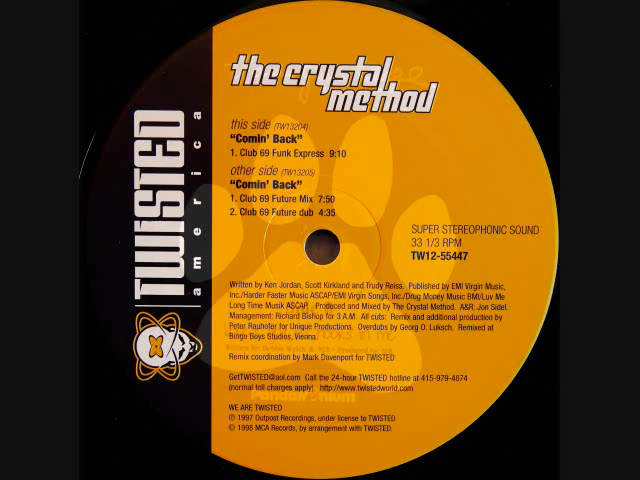 the crystal
method
this side (TW13204)
"Comin' Back"
1. Club 69 Funk Express 9:10
other side (TW13205)
"Comin' Back"
1. Club 69 Future Mix 7:50
2. Club 69 Future dub 4:35
TWISTED
america
SUPER STEREOPHONIC SOUND
33 1/3 RPM
TW12-55447
Written by Ken Jordan, Scott Kirkland and Trudy Reiss. Published by EMI Virgin Music,
Inc./Harder Faster Music ASCAP/EMI Virgin Songs, Inc./Drug Money Music BMI/Luv Me
Long Time Musik ASCAP. Produced and Mixed by The Crystal Method. A&R: Jon Sidel.
Management: Richard Bishop for 3 A.M. All cuts: Remix and additional production by
Peter Rauhofer for Unique Productions. Overdubs by Georg O. Luksch. Remixed at
Bingo Boys Studios, Vienna.
Remix coordination by Mark Davenport for TWISTED
GetTWISTED@aol.com Call the 24-hour TWISTED hotline at 415-979-4874
(normal toll charges apply). http://www.twistedworld.com
WE ARE TWISTED
℗ 1997 Outpost Recordings, under license to TWISTED
© 1998 MCA Records, by arrangement with TWISTED.